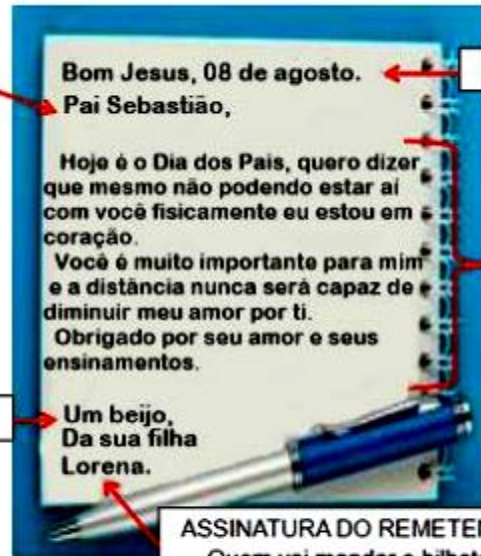 Bom Jesus, 08 de agosto.
Pai Sebastião,
Hoje é o Dia dos Pais, quero dizer
que mesmo não podendo estar aí
com você fisicamente eu estou em
coração.
Você é muito importante para mim
e a distância nunca será capaz de
diminuir meu amor por ti.
Obrigado por seu amor e seus
ensinamentos.
Um beijo,
Da sua filha
Lorena.
ASSINATURA DO